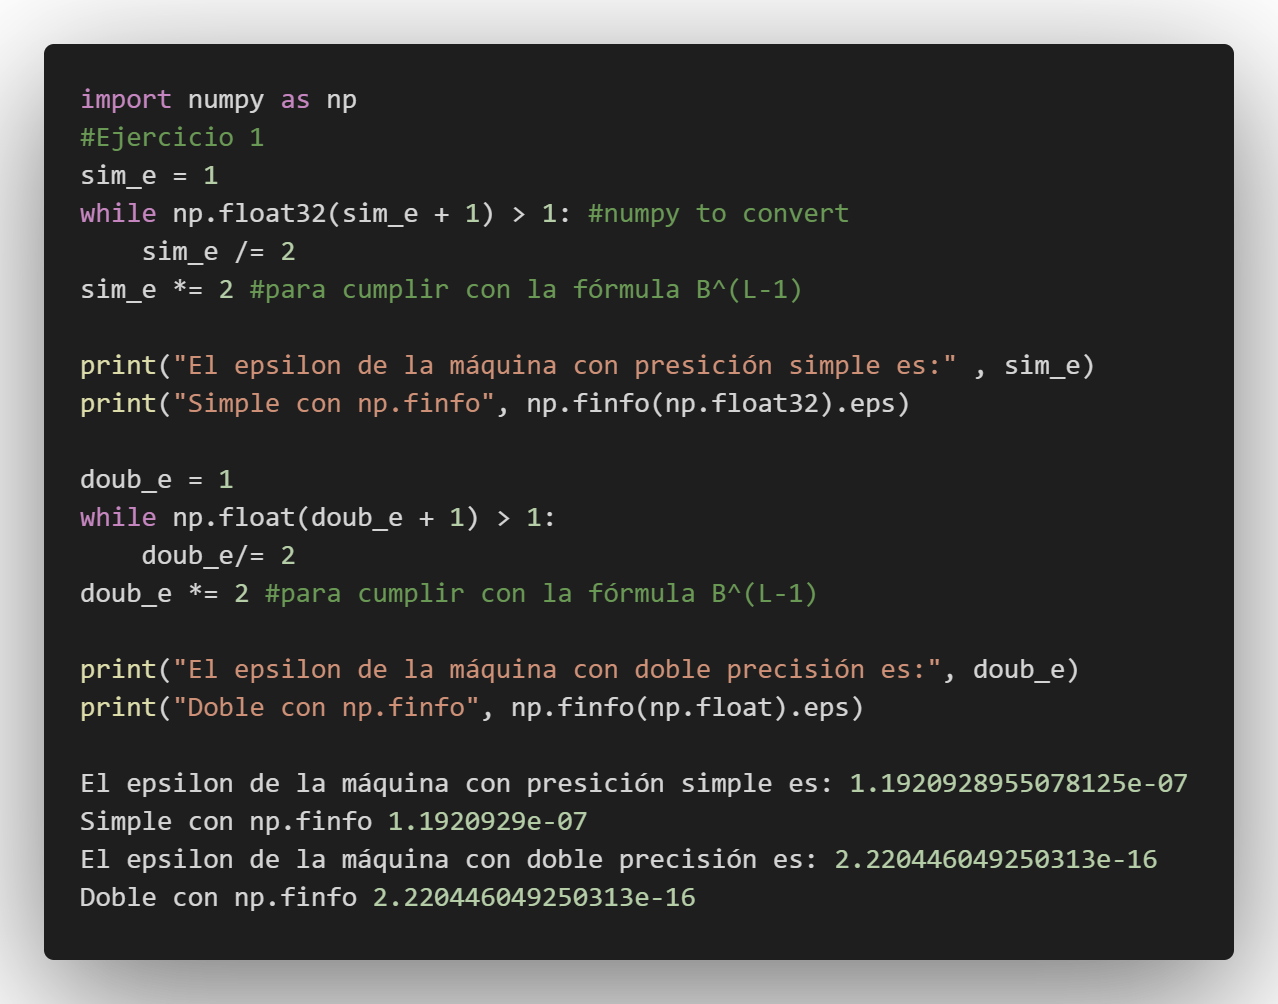 import numpy as np
#Ejercicio 1
sim_e = 1
while np.float32(sim_e + 1) > 1: #numpy to convert
    sim_e /= 2
sim_e *= 2 #para cumplir con la fórmula B^(L-1)

print("El epsilon de la máquina con presición simple es:" , sim_e)
print("Simple con np.finfo", np.finfo(np.float32).eps)

doub_e = 1
while np.float(doub_e + 1) > 1:
    doub_e/= 2
doub_e *= 2 #para cumplir con la fórmula B^(L-1)

print("El epsilon de la máquina con doble precisión es:", doub_e)
print("Doble con np.finfo", np.finfo(np.float).eps)

El epsilon de la máquina con presición simple es: 1.1920928955078125e-07
Simple con np.finfo 1.1920929e-07
El epsilon de la máquina con doble precisión es: 2.220446049250313e-16
Doble con np.finfo 2.220446049250313e-16